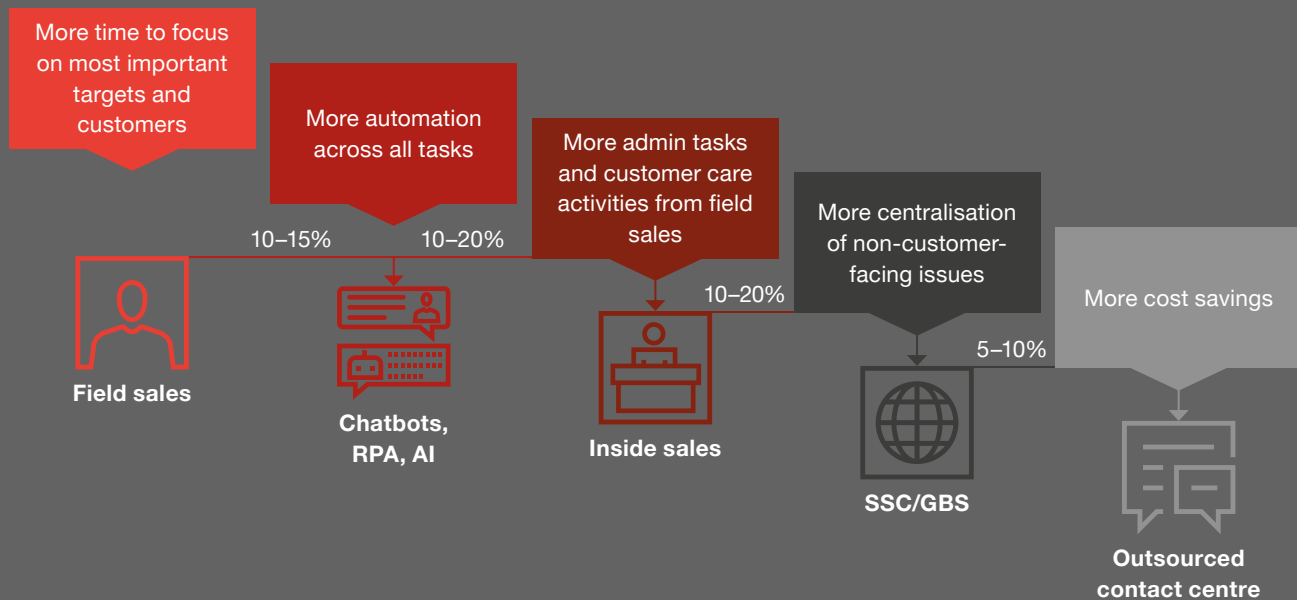 More time to focus
on most important
targets and
customers
More automation
across all tasks
More admin tasks
and customer care
activities from field
sales
More centralisation
of non-customer-
facing issues
More cost savings
10–15%
10–20%
10–20%
5–10%
Field sales
Chatbots,
RPA, AI
Inside sales
SSC/GBS
Outsourced
contact centre